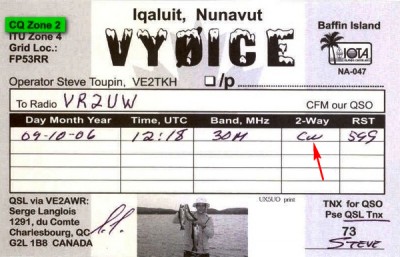 Iqaluit, Nunavut
CQ Zone 2
ITU Zone 4
Grid Loc.:
FP53RR
VYØICE
Baffin Island
IOTA
NA-047
Operator Steve Toupin, VE2TKH
/p
To Radio VR2UW CFM our QSO
Day Month Year Time, UTC Band, MHz 2-Way RST
09-10-06 12:18 30M CW 599
QSL via VE2AWR:
Serge Langlois
1291, du Comte
Charlesbourg, QC
G2L 1B8 CANADA
UX5UO print
TNX for QSO
Pse QSL Tnx
73
STEVE